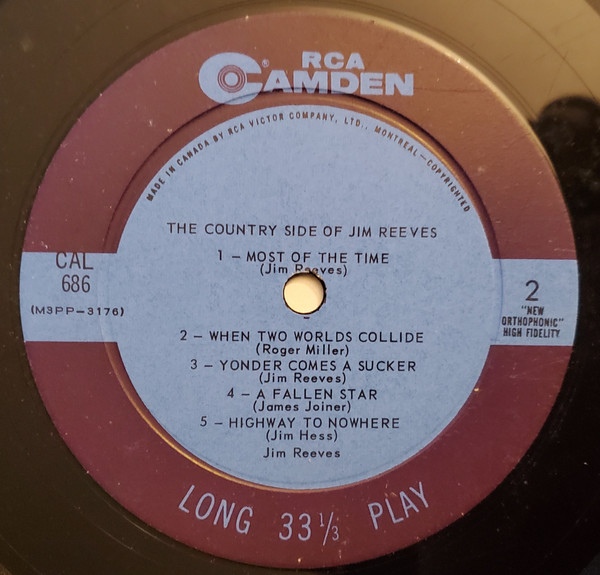 RCA
CAMDEN®
MADE IN CANADA BY RCA VICTOR COMPANY, LTD., MONTREAL—COPYRIGHTED
THE COUNTRY SIDE OF JIM REEVES
1 – MOST OF THE TIME
(Jim Reeves)
CAL
686
(M3PP–3176)
2
"NEW
ORTHOPHONIC"
HIGH FIDELITY
2 – WHEN TWO WORLDS COLLIDE
(Roger Miller)
3 – YONDER COMES A SUCKER
(Jim Reeves)
4 – A FALLEN STAR
(James Joiner)
5 – HIGHWAY TO NOWHERE
(Jim Hess)
Jim Reeves
LONG 33 1/3 PLAY